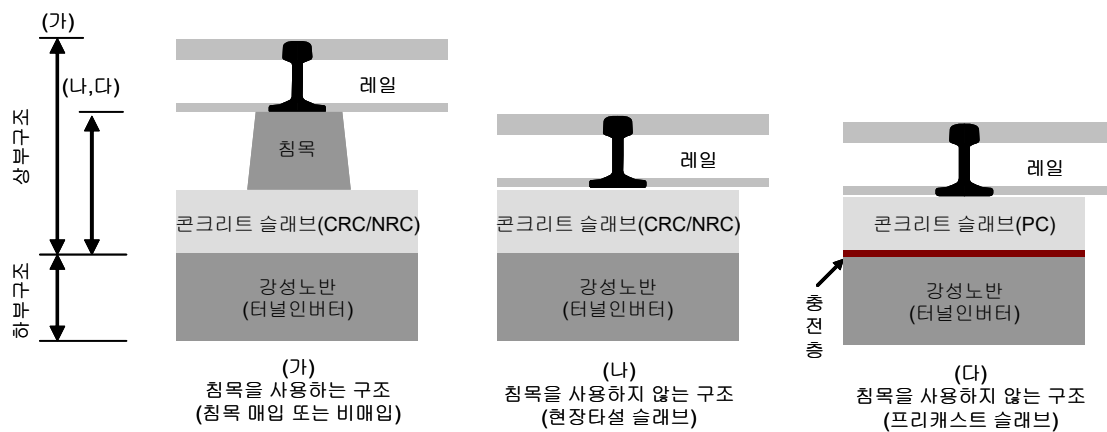 (가)
(나,다)
상부구조
하부구조
레일
침목
콘크리트 슬래브(CRC/NRC)
강성노반
(터널인버터)
(가)
침목을 사용하는 구조
(침목 매입 또는 비매입)
레일
콘크리트 슬래브(CRC/NRC)
강성노반
(터널인버터)
(나)
침목을 사용하지 않는 구조
(현장타설 슬래브)
레일
콘크리트 슬래브(PC)
강성노반
(터널인버터)
충전층
(다)
침목을 사용하지 않는 구조
(프리캐스트 슬래브)